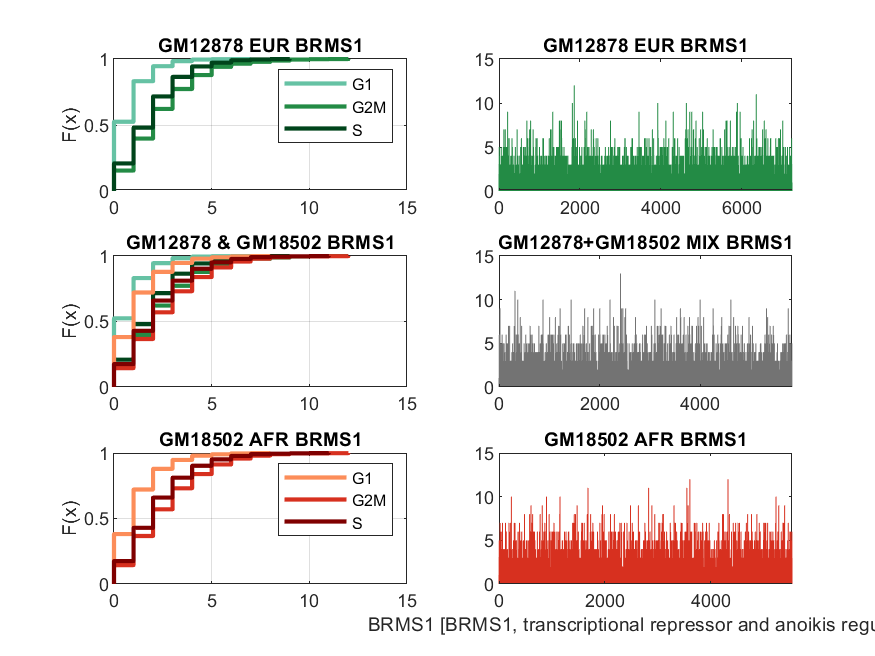 GM12878 EUR BRMS1
1
0.5
0
F(x)
0 5 10 15
G1
G2M
S
GM12878 EUR BRMS1
15
10
5
0
0 2000 4000 6000
GM12878 & GM18502 BRMS1
1
0.5
0
F(x)
0 5 10 15
GM12878+GM18502 MIX BRMS1
15
10
5
0
0 2000 4000
GM18502 AFR BRMS1
1
0.5
0
F(x)
0 5 10 15
G1
G2M
S
GM18502 AFR BRMS1
15
10
5
0
0 2000 4000
BRMS1 [BRMS1, transcriptional repressor and anoikis regu